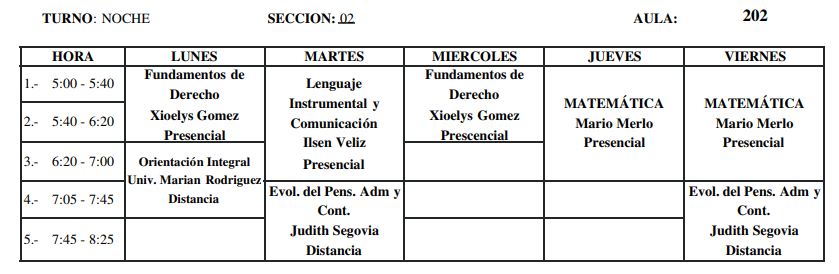 TURNO: NOCHE SECCION: 02 AULA: 202
HORA LUNES MARTES MIERCOLES JUEVES VIERNES
1.- 5:00 - 5:40
2.- 5:40 - 6:20
3.- 6:20 - 7:00
4.- 7:05 - 7:45
5.- 7:45 - 8:25
Fundamentos de
Derecho
Xioelys Gomez
Presencial
Orientación Integral
Univ. Marian Rodriguez
Distancia
Lenguaje
Instrumental y
Comunicación
Ilsen Veliz
Presencial
Evol. del Pens. Adm y
Cont.
Judith Segovia
Distancia
Fundamentos de
Derecho
Xioelys Gomez
Prescencial
MATEMÁTICA
Mario Merlo
Presencial
MATEMÁTICA
Mario Merlo
Presencial
Evol. del Pens. Adm y
Cont.
Judith Segovia
Distancia